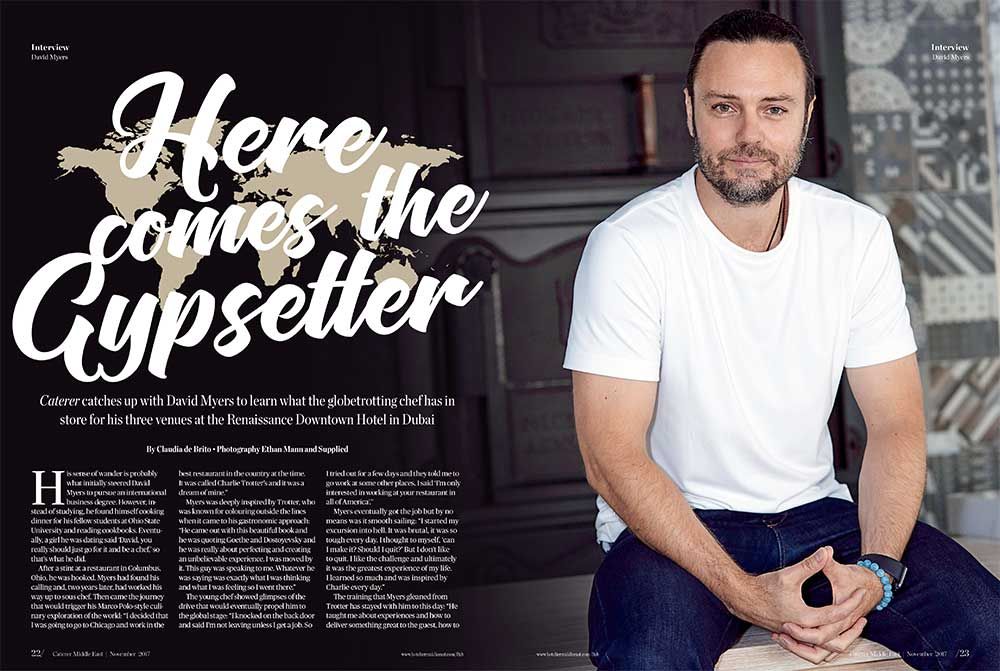 Interview
David Myers
Interview
David Myers
Here
comes the
Gypsetter
Caterer catches up with David Myers to learn what the globetrotting chef has in
store for his three venues at the Renaissance Downtown Hotel in Dubai
By Claudia de Brito • Photography Ethan Mann and Supplied
His sense of wander is probably
what initially steered David
Myers to pursue an international
business degree. However, in-
stead of studying, he found himself cooking
dinner for his fellow students at Ohio State
University and reading cookbooks. Eventu-
ally, a girl he was dating said 'David, you
really should just go for it and be a chef,' so
that's what he did.
After a stint at a restaurant in Columbus,
Ohio, he was hooked. Myers had found his
calling and, two years later, had worked his
way up to sous chef. Then came the journey
that would trigger his Marco Polo-style culi-
nary exploration of the world: "I decided that
I was going to go to Chicago and work in the
best restaurant in the country at the time.
It was called Charlie Trotter's and it was a
dream of mine."
Myers was deeply inspired by Trotter, who
was known for colouring outside the lines
when it came to his gastronomic approach:
"He came out with this beautiful book and
he was quoting Goethe and Dostoyevsky and
he was really about perfecting and creating
an unbelievable experience. I was moved by
it. This guy was speaking to me. Whatever he
was saying was exactly what I was thinking
and what I was feeling so I went there."
The young chef showed glimpses of the
drive that would eventually propel him to
the global stage: "I knocked on the back door
and said I'm not leaving unless I get a job. So
I tried out for a few days and they told me to
go work at some other places, I said 'I'm only
interested in working at your restaurant in
all of America'."
Myers eventually got the job but by no
means was it smooth sailing: "I started my
excursion into hell. It was brutal, it was so
tough every day. I thought to myself, 'can
I make it? Should I quit?' But I don't like
to quit. I like the challenge and ultimately
it was the greatest experience of my life.
I learned so much and was inspired by
Charlie every day."
The training that Myers gleaned from
Trotter has stayed with him to this day: "He
taught me about experiences and how to
deliver something great to the guest, how to
22/ Caterer Middle East | November 2017
Caterer Middle East | November 2017 /23